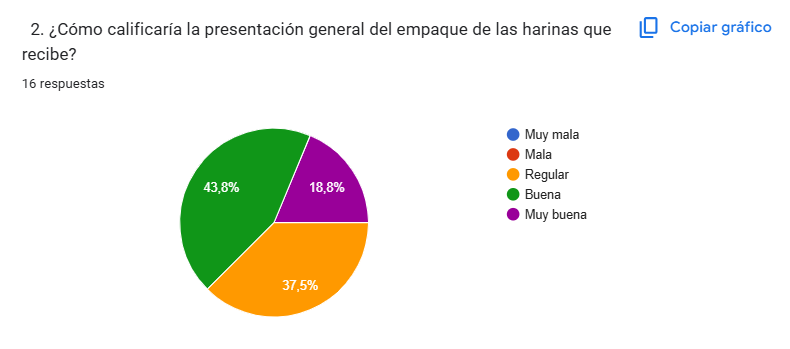 2. ¿Cómo calificaría la presentación general del empaque de las harinas que
recibe?
Copiar gráfico
16 respuestas
43,8%
18,8%
37,5%
Muy mala
Mala
Regular
Buena
Muy buena